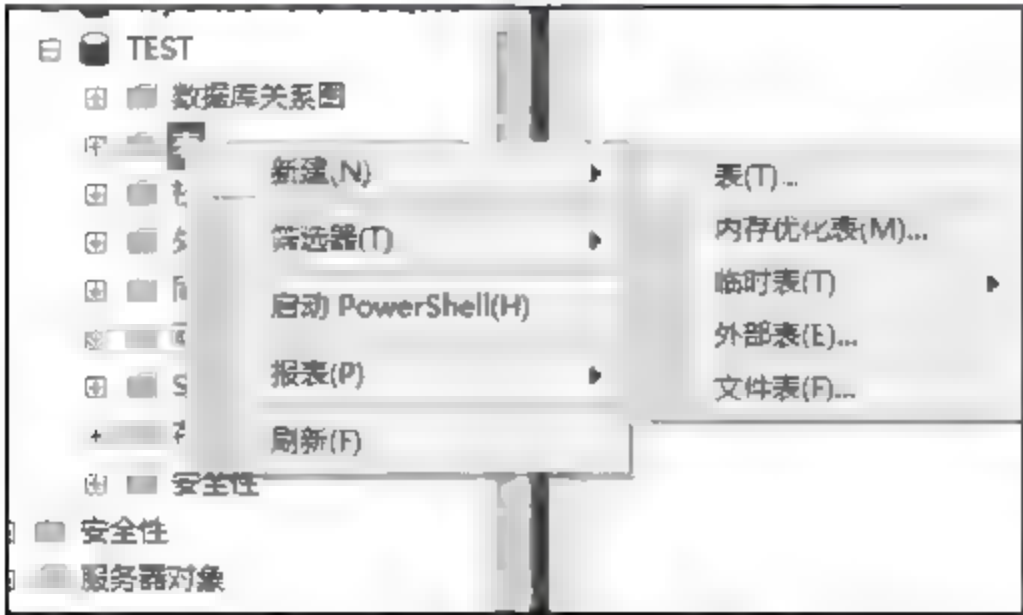 TEST
数据库关系图
表
新建(N)
筛选器(T)
启动 PowerShell(H)
报表(P)
刷新(F)
表(T)...
内存优化表(M)...
临时表(T)
外部表(E)...
文件表(F)...
S
安全性
安全性
服务器对象